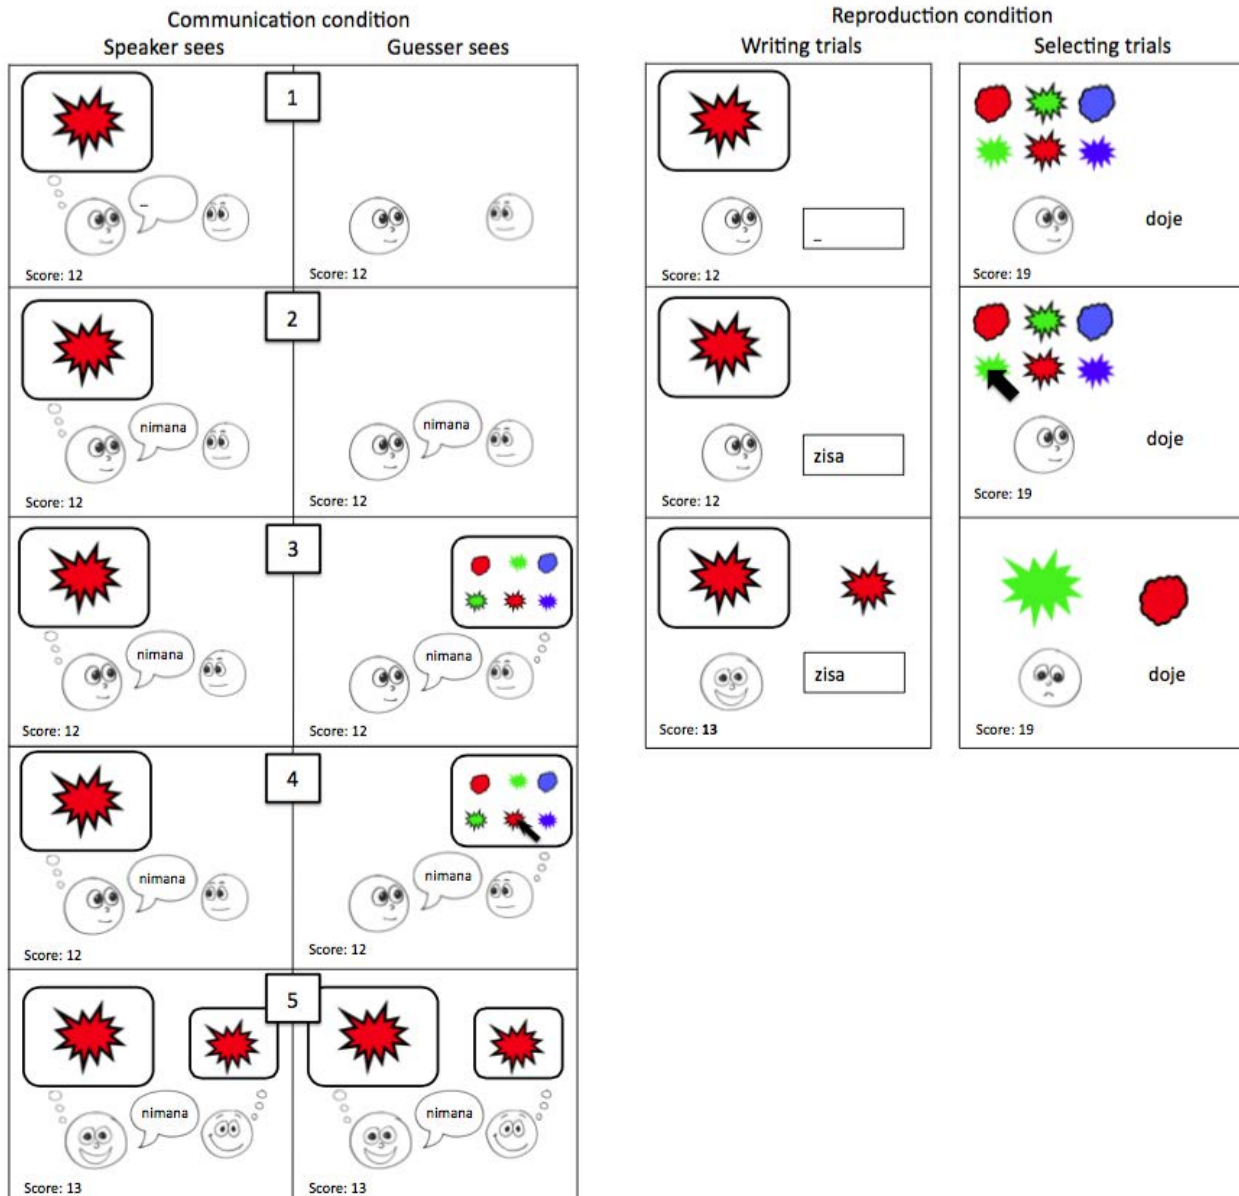 Communication condition
Speaker sees
Guesser sees
1
_
Score: 12
Score: 12
2
nimana
nimana
Score: 12
Score: 12
3
nimana
nimana
Score: 12
Score: 12
4
nimana
nimana
Score: 12
Score: 12
5
nimana
nimana
Score: 13
Score: 13
Reproduction condition
Writing trials
Selecting trials
_
doje
Score: 12
Score: 19
zisa
doje
Score: 12
Score: 19
zisa
doje
Score: 13
Score: 19